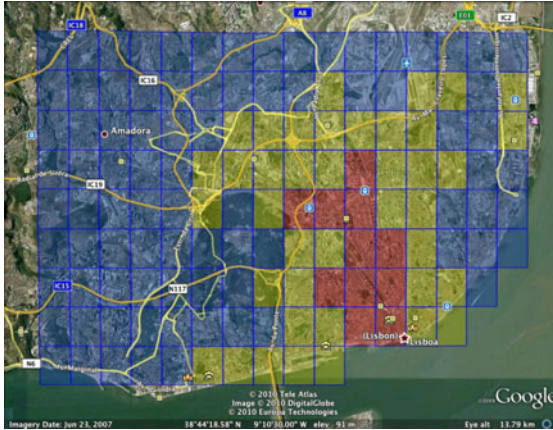 IC18
A8
E01
IC2
IC16
Amadora
IC19
IC15
N117
(Lisbon)
Lisboa
N6
© 2010 Tele Atlas
Image © 2010 DigitalGlobe
© 2010 Europa Technologies
Google
Imagery Date: Jun 23, 2007
38°44'18.58" N 9°10'30.00" W elev 91 m
Eye alt 13.79 km